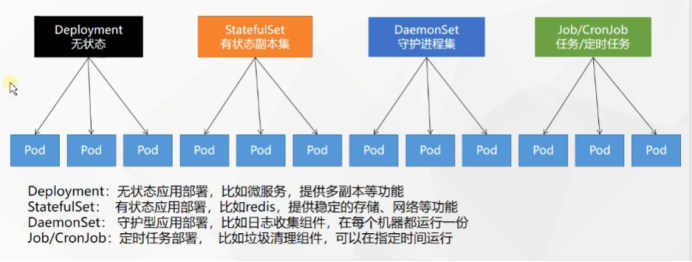 Deployment
无状态
StatefulSet
有状态副本集
DaemonSet
守护进程集
Job/CronJob
任务/定时任务
Pod Pod Pod Pod Pod Pod Pod Pod Pod Pod Pod Pod
Deployment：无状态应用部署，比如微服务，提供多副本等功能
StatefulSet： 有状态应用部署，比如redis，提供稳定的存储、网络等功能
DaemonSet： 守护型应用部署，比如日志收集组件，在每个机器都运行一份
Job/CronJob：定时任务部署， 比如垃圾清理组件，可以在指定时间运行